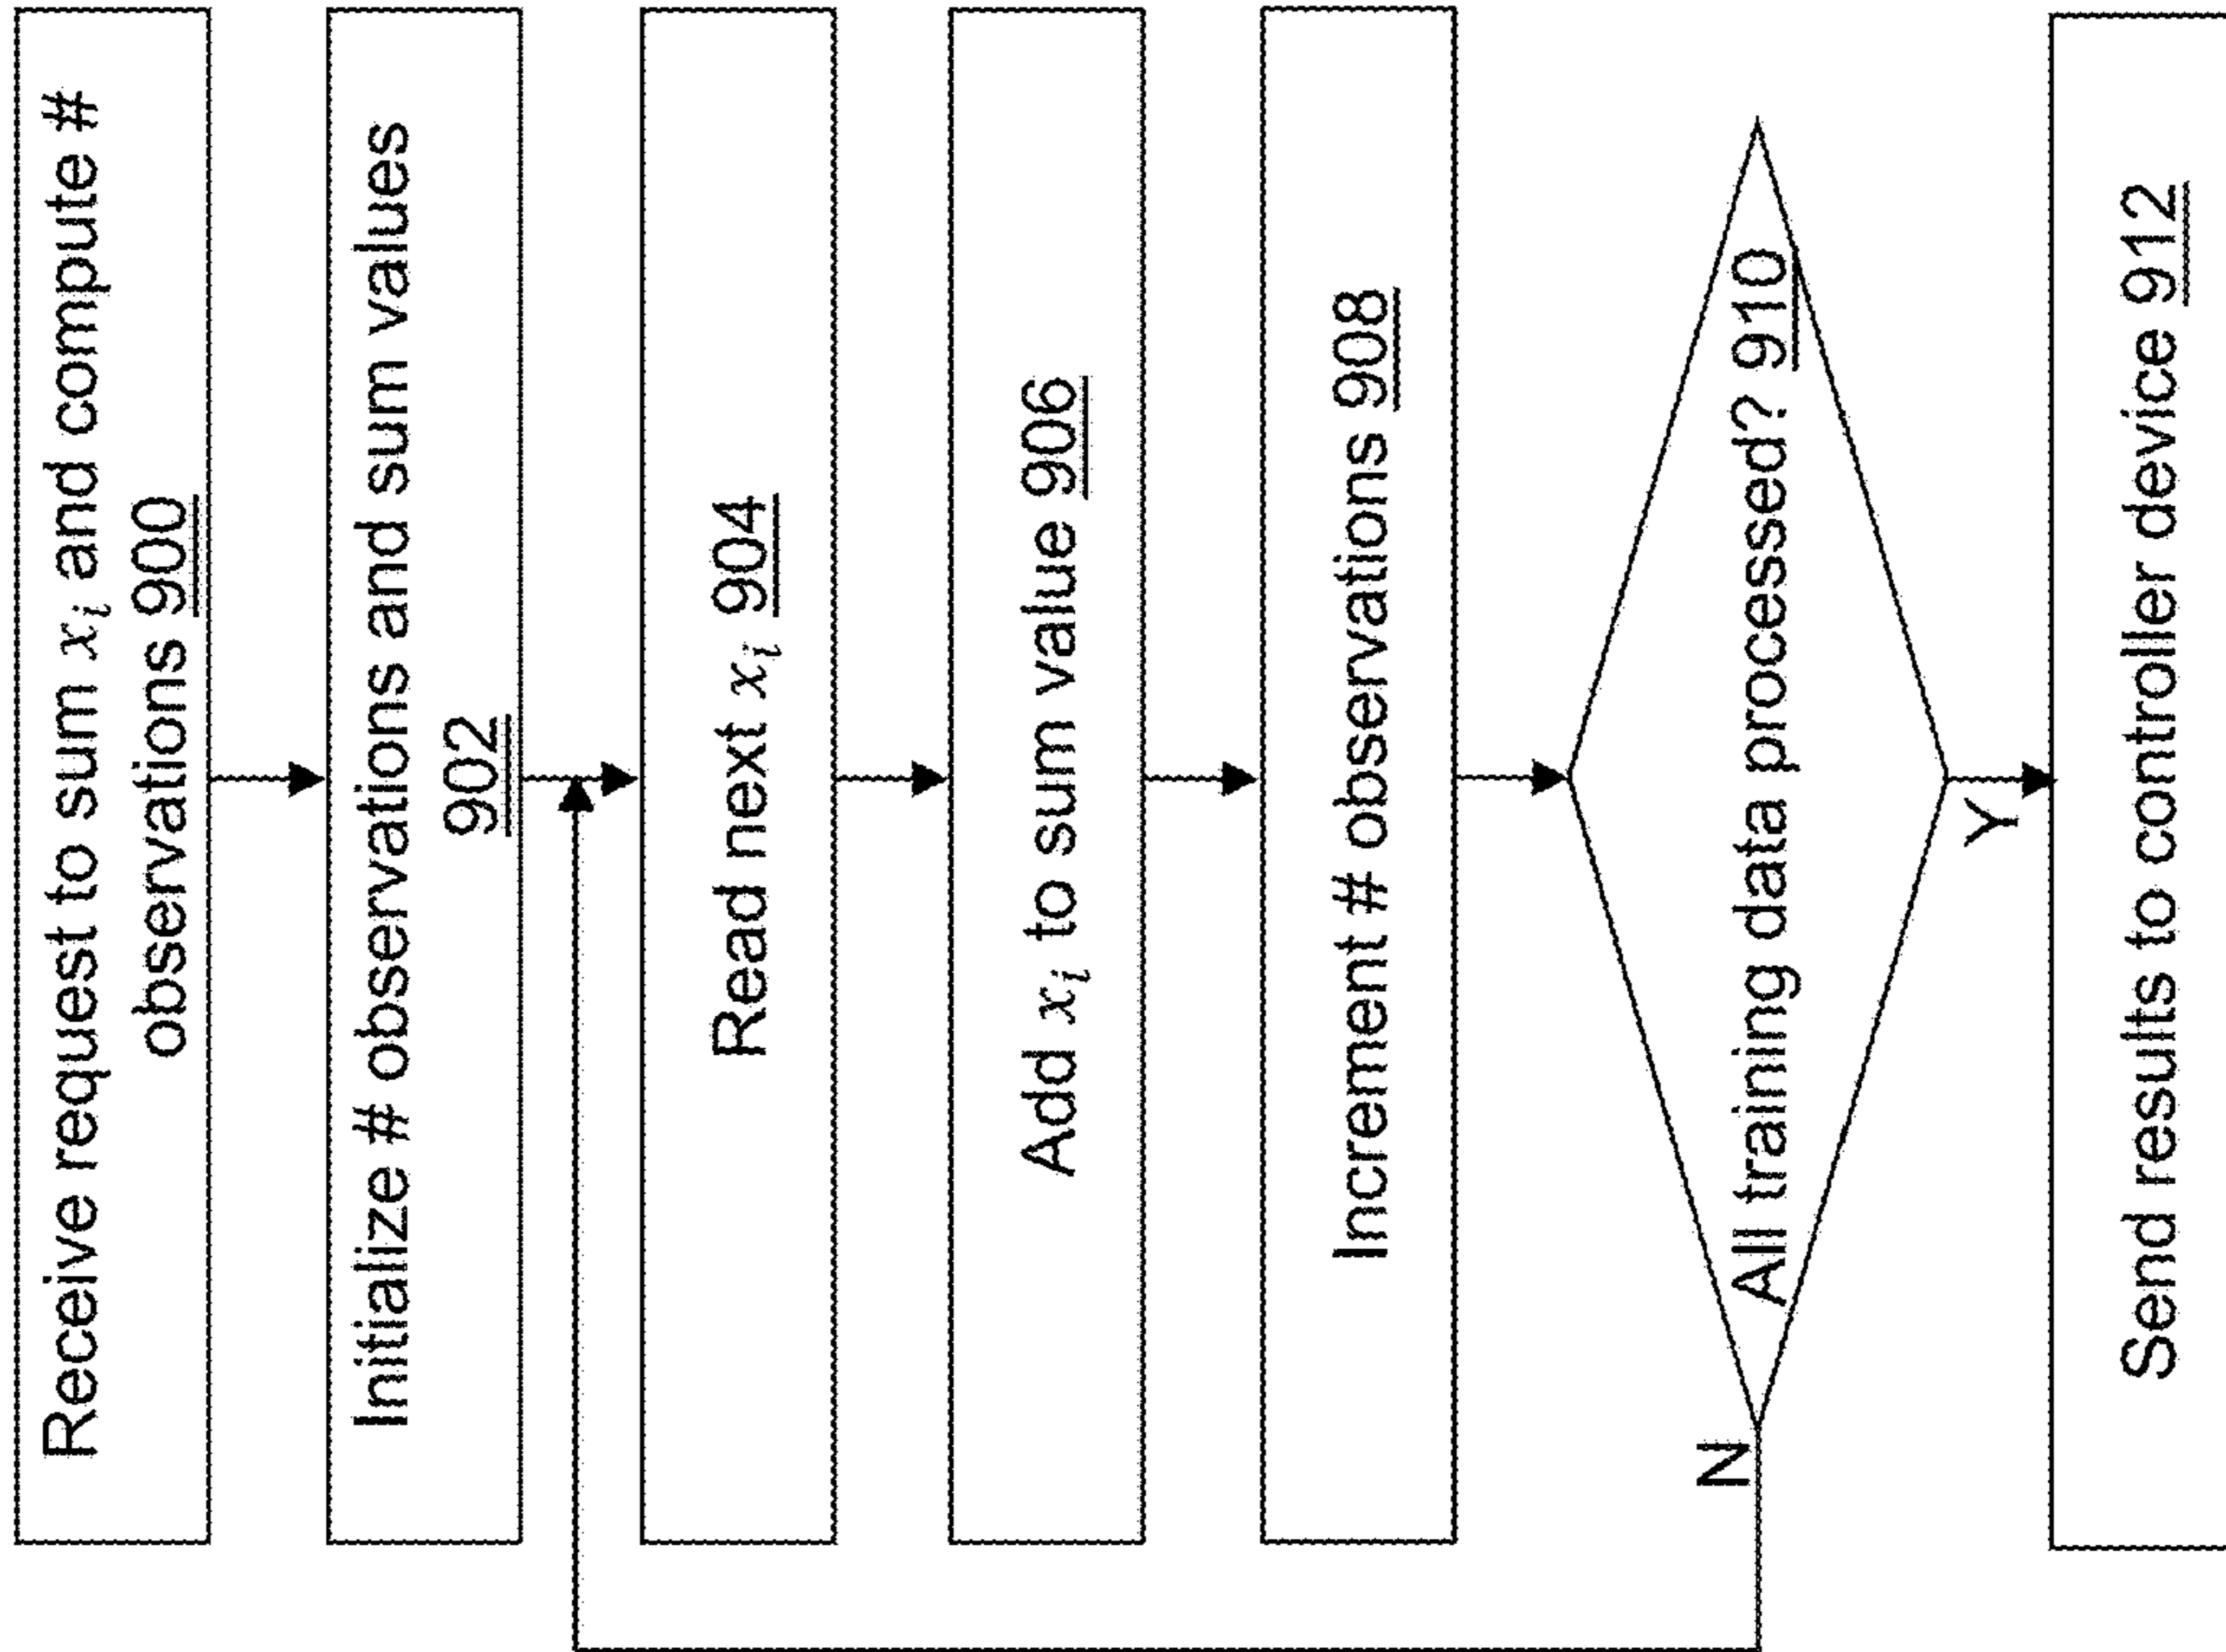 Receive request to sum xᵢ and compute #
observations 900
Initialize # observations and sum values
902
Read next xᵢ 904
Add xᵢ to sum value 906
Increment # observations 908
All training data processed? 910
N
Y
Send results to controller device 912